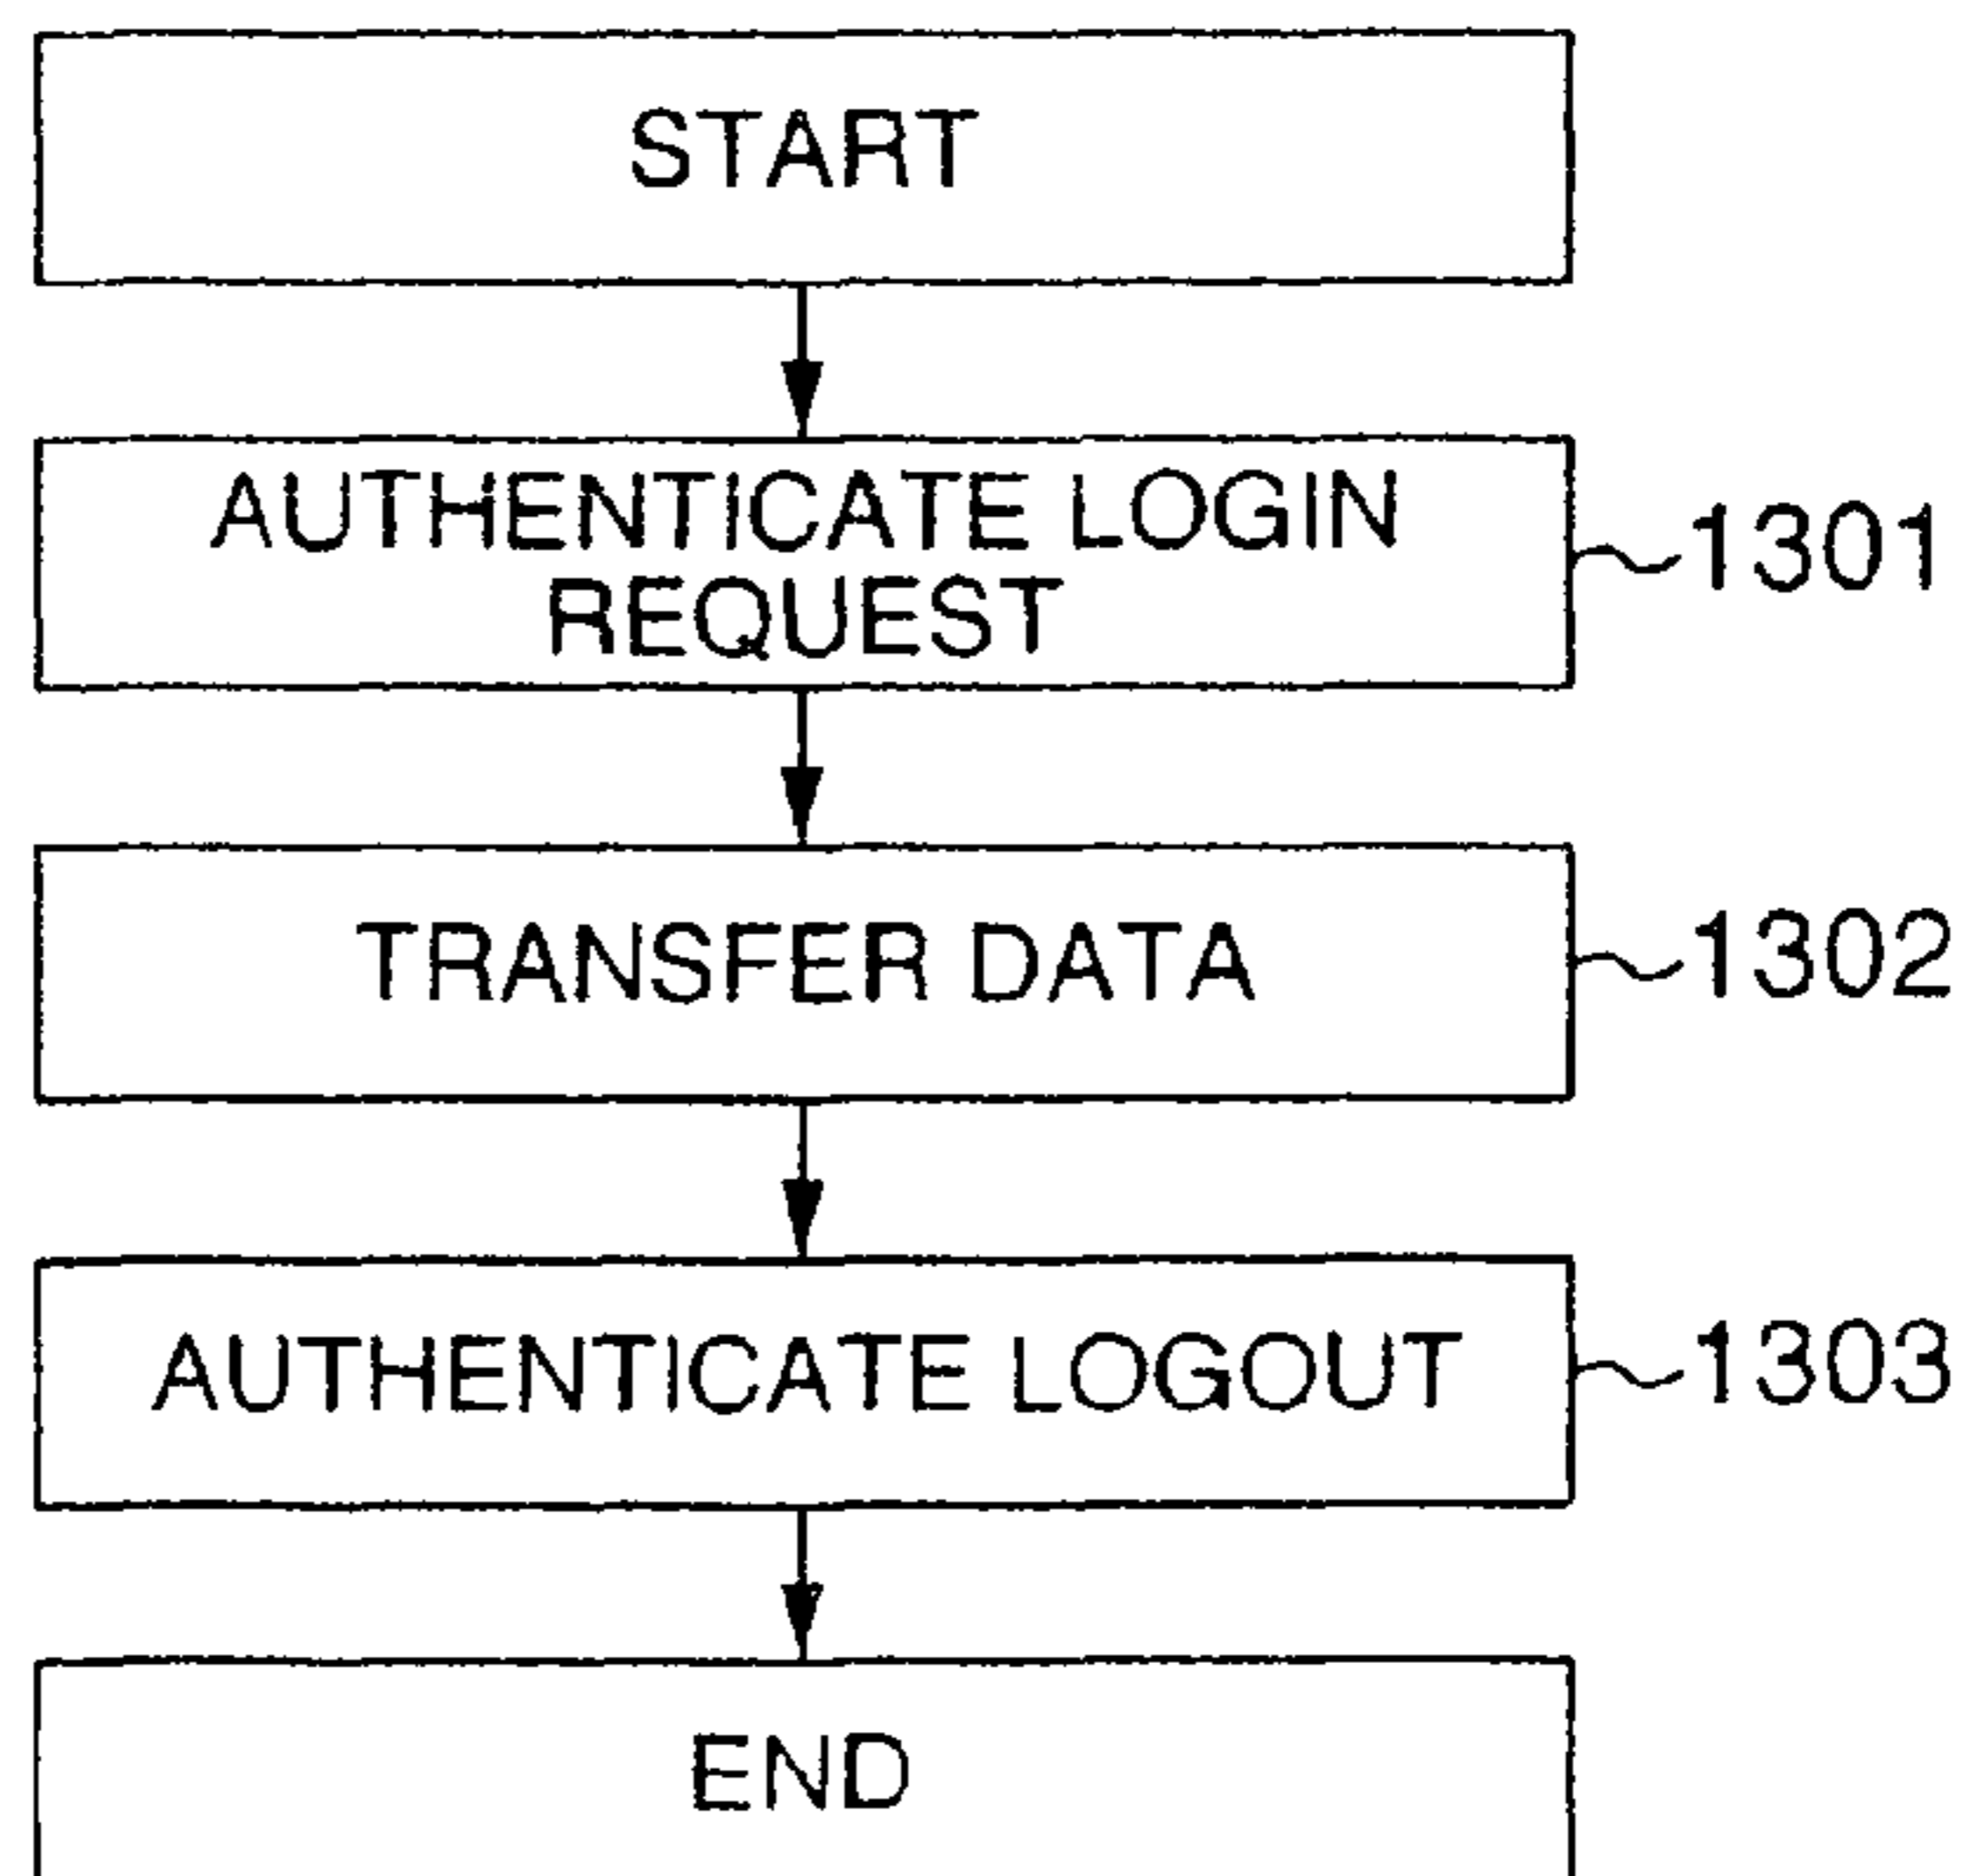 START
AUTHENTICATE LOGIN
REQUEST
1301
TRANSFER DATA
1302
AUTHENTICATE LOGOUT
1303
END